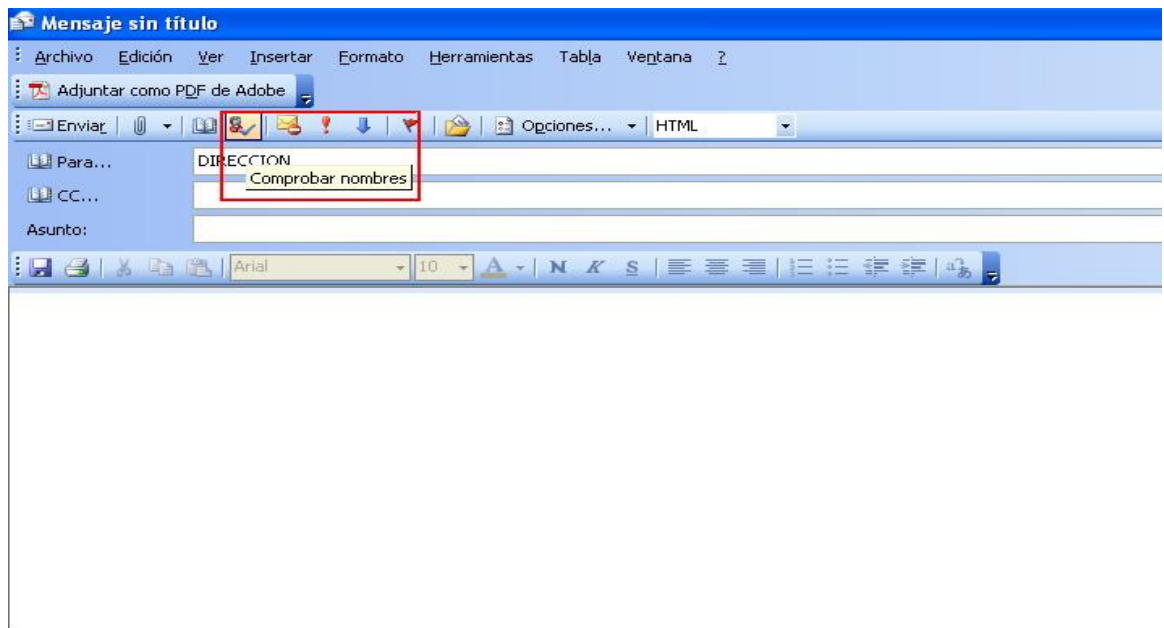 Mensaje sin título
Archivo Edición Ver Insertar Formato Herramientas Tabla Ventana ?
Adjuntar como PDF de Adobe
Enviar Opciones... HTML
Para... DIRECCION
Comprobar nombres
CC...
Asunto:
Arial 10 A N K S